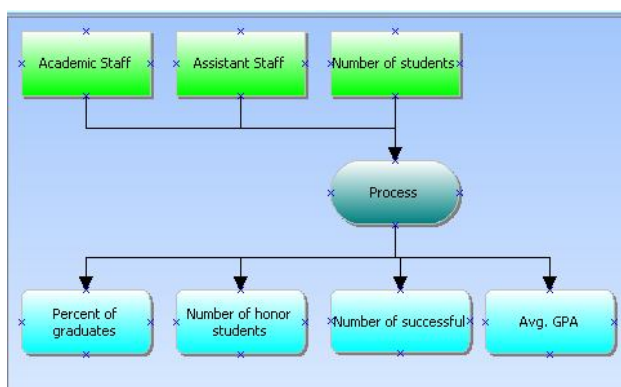 Academic Staff
Assistant Staff
Number of students
Process
Percent of
graduates
Number of honor
students
Number of successful
Avg. GPA